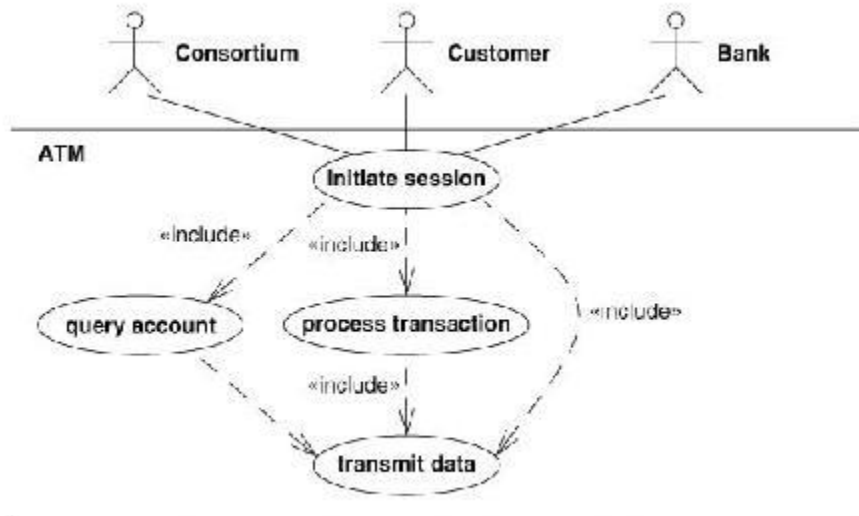 Consortium
Customer
Bank
ATM
Initiate session
«include»
«include»
«include»
query account
process transaction
«include»
transmit data